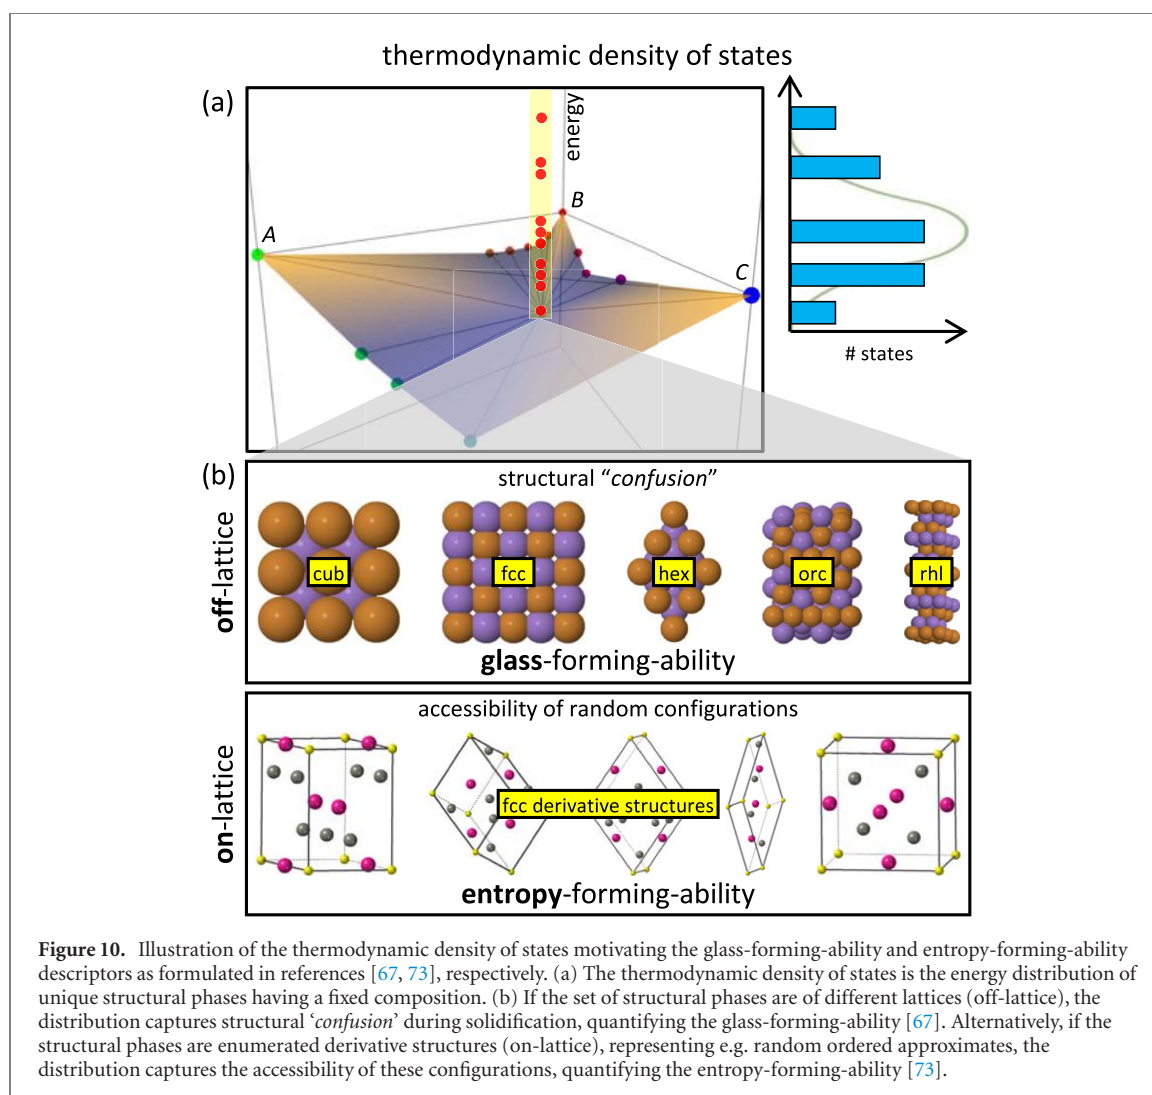 thermodynamic density of states
(a)
energy
A
B
C
# states
(b)
structural “confusion”
off-lattice
cub
fcc
hex
orc
rhl
glass-forming-ability
accessibility of random configurations
on-lattice
fcc derivative structures
entropy-forming-ability
Figure 10. Illustration of the thermodynamic density of states motivating the glass-forming-ability and entropy-forming-ability
descriptors as formulated in references [67, 73], respectively. (a) The thermodynamic density of states is the energy distribution of
unique structural phases having a fixed composition. (b) If the set of structural phases are of different lattices (off-lattice), the
distribution captures structural ‘confusion’ during solidification, quantifying the glass-forming-ability [67]. Alternatively, if the
structural phases are enumerated derivative structures (on-lattice), representing e.g. random ordered approximates, the
distribution captures the accessibility of these configurations, quantifying the entropy-forming-ability [73].